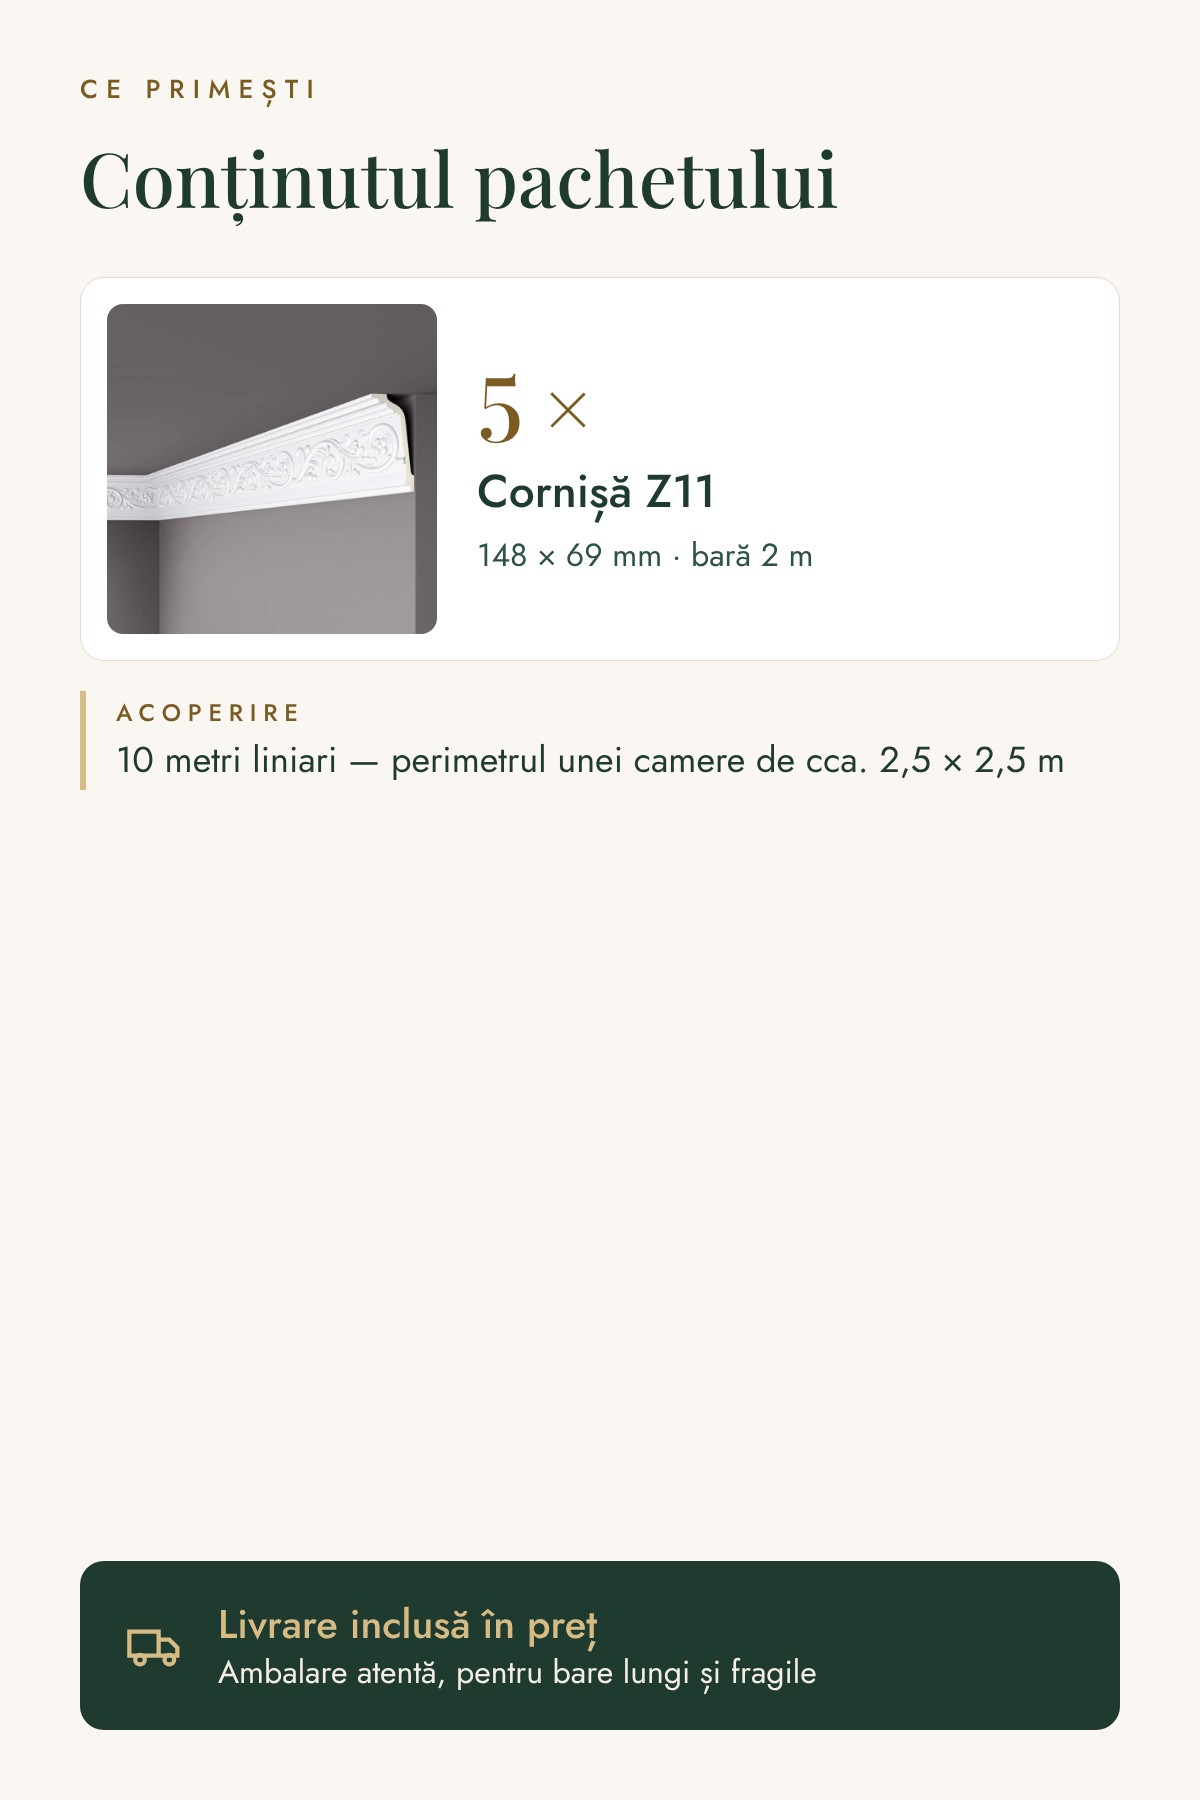 CE PRIMEȘTI
Conținutul pachetului
5 ×
Cornișă Z11
148 × 69 mm · bară 2 m
ACOPERIRE
10 metri liniari — perimetrul unei camere de cca. 2,5 × 2,5 m
Livrare inclusă în preț
Ambalare atentă, pentru bare lungi și fragile